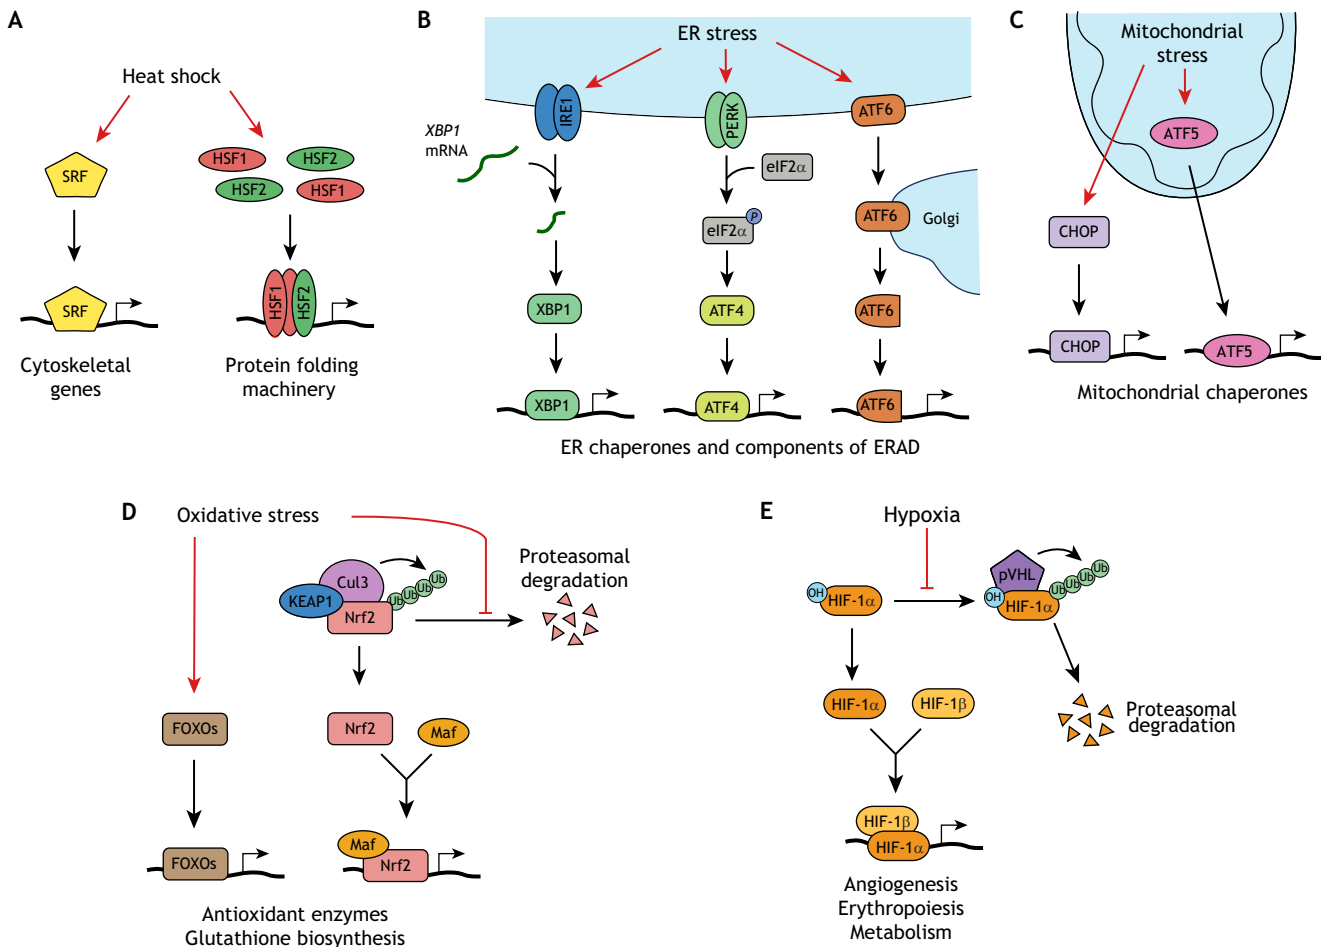 A
Heat shock
SRF
HSF1
HSF2
HSF2
HSF1
SRF
HSF1
HSF2
Cytoskeletal
genes
Protein folding
machinery
B
ER stress
IRE1
PERK
ATF6
XBP1
mRNA
eIF2α
eIF2α
P
ATF6
Golgi
XBP1
ATF4
ATF6
XBP1
ATF4
ATF6
ER chaperones and components of ERAD
C
Mitochondrial
stress
ATF5
CHOP
CHOP
ATF5
Mitochondrial chaperones
D
Oxidative stress
Cul3
KEAP1
Nrf2
Ub
Ub
Ub
Ub
Proteasomal
degradation
FOXOs
Nrf2
Maf
FOXOs
Maf
Nrf2
Antioxidant enzymes
Glutathione biosynthesis
E
Hypoxia
OH
HIF-1α
pVHL
OH
HIF-1α
Ub
Ub
Ub
Ub
HIF-1α
HIF-1β
Proteasomal
degradation
HIF-1β
HIF-1α
Angiogenesis
Erythropoiesis
Metabolism